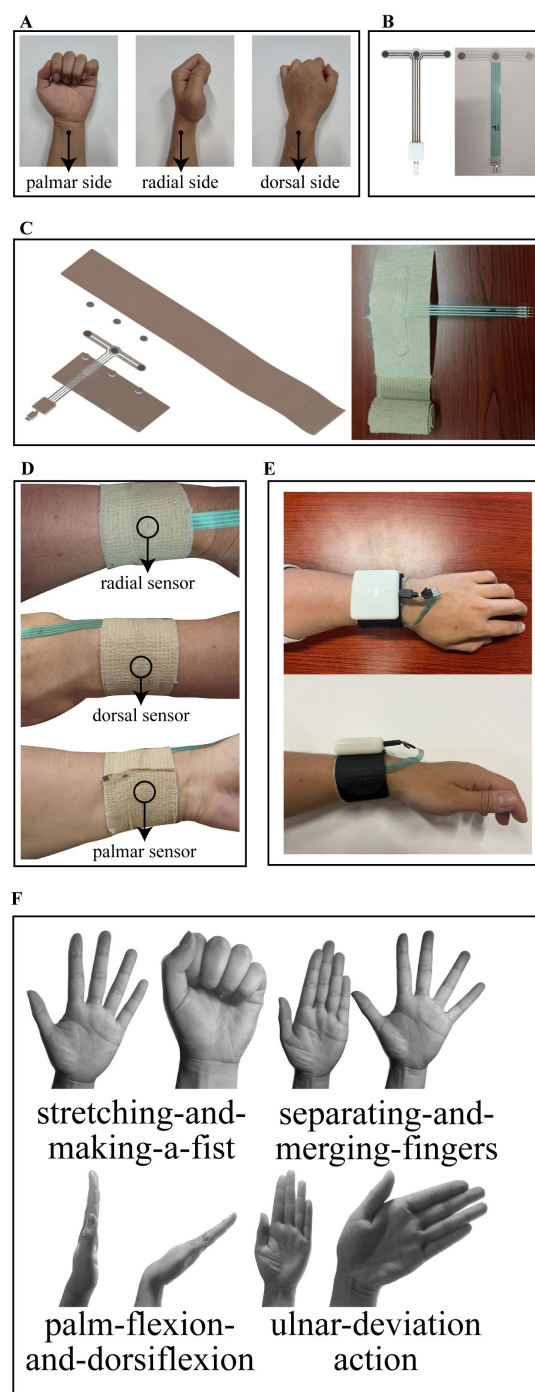 A
B
palmar side
radial side
dorsal side
C
D
E
radial sensor
dorsal sensor
palmar sensor
F
stretching-and-
making-a-fist
separating-and-
merging-fingers
palm-flexion-
and-dorsiflexion
ulnar-deviation
action